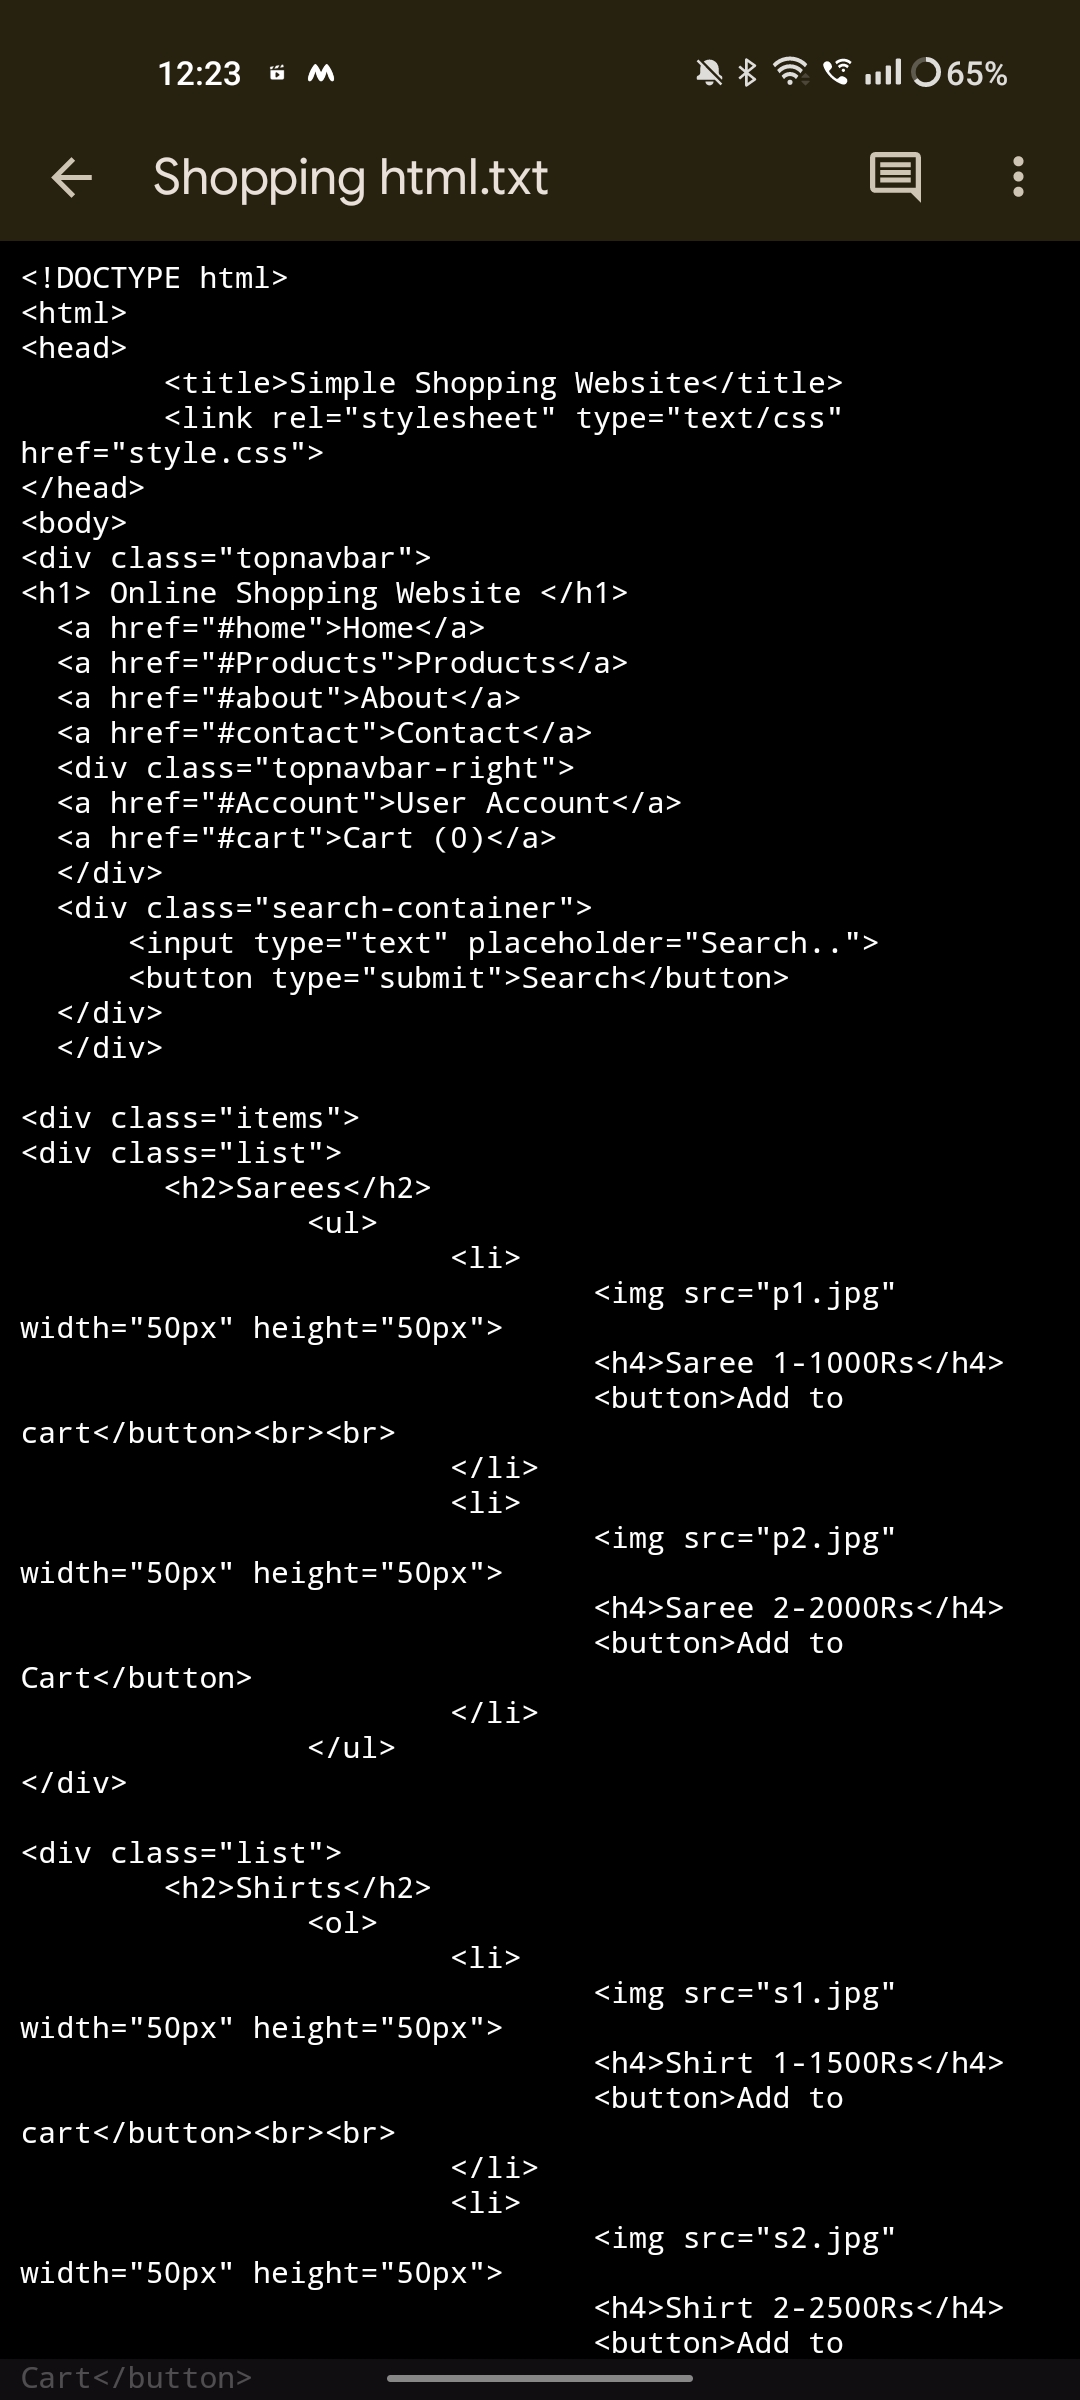 12:23
65%
Shopping html.txt
<!DOCTYPE html>
<html>
<head>
        <title>Simple Shopping Website</title>
        <link rel="stylesheet" type="text/css"
href="style.css">
</head>
<body>
<div class="topnavbar">
<h1> Online Shopping Website </h1>
  <a href="#home">Home</a>
  <a href="#Products">Products</a>
  <a href="#about">About</a>
  <a href="#contact">Contact</a>
  <div class="topnavbar-right">
  <a href="#Account">User Account</a>
  <a href="#cart">Cart (0)</a>
  </div>
  <div class="search-container">
      <input type="text" placeholder="Search..">
      <button type="submit">Search</button>
  </div>
  </div>

<div class="items">
<div class="list">
        <h2>Sarees</h2>
                <ul>
                        <li>
                                <img src="p1.jpg"
width="50px" height="50px">
                                <h4>Saree 1-1000Rs</h4>
                                <button>Add to
cart</button><br><br>
                        </li>
                        <li>
                                <img src="p2.jpg"
width="50px" height="50px">
                                <h4>Saree 2-2000Rs</h4>
                                <button>Add to
Cart</button>
                        </li>
                </ul>
</div>

<div class="list">
        <h2>Shirts</h2>
                <ol>
                        <li>
                                <img src="s1.jpg"
width="50px" height="50px">
                                <h4>Shirt 1-1500Rs</h4>
                                <button>Add to
cart</button><br><br>
                        </li>
                        <li>
                                <img src="s2.jpg"
width="50px" height="50px">
                                <h4>Shirt 2-2500Rs</h4>
                                <button>Add to
Cart</button>